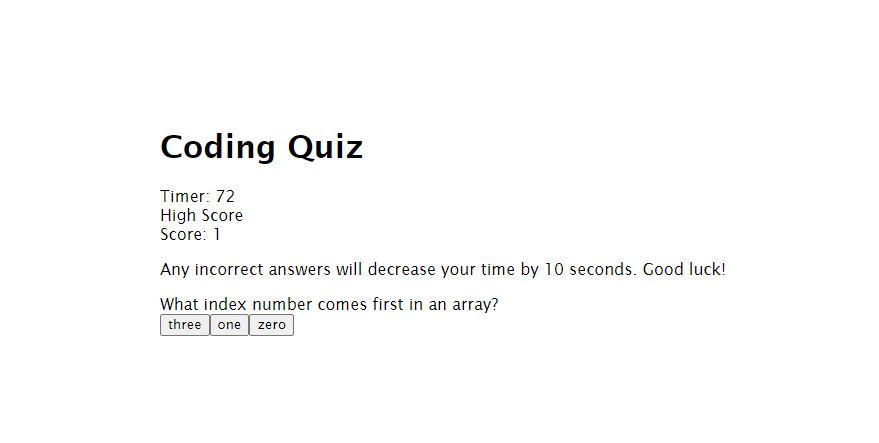 Coding Quiz
Timer: 72
High Score
Score: 1
Any incorrect answers will decrease your time by 10 seconds. Good luck!
What index number comes first in an array?
three one zero